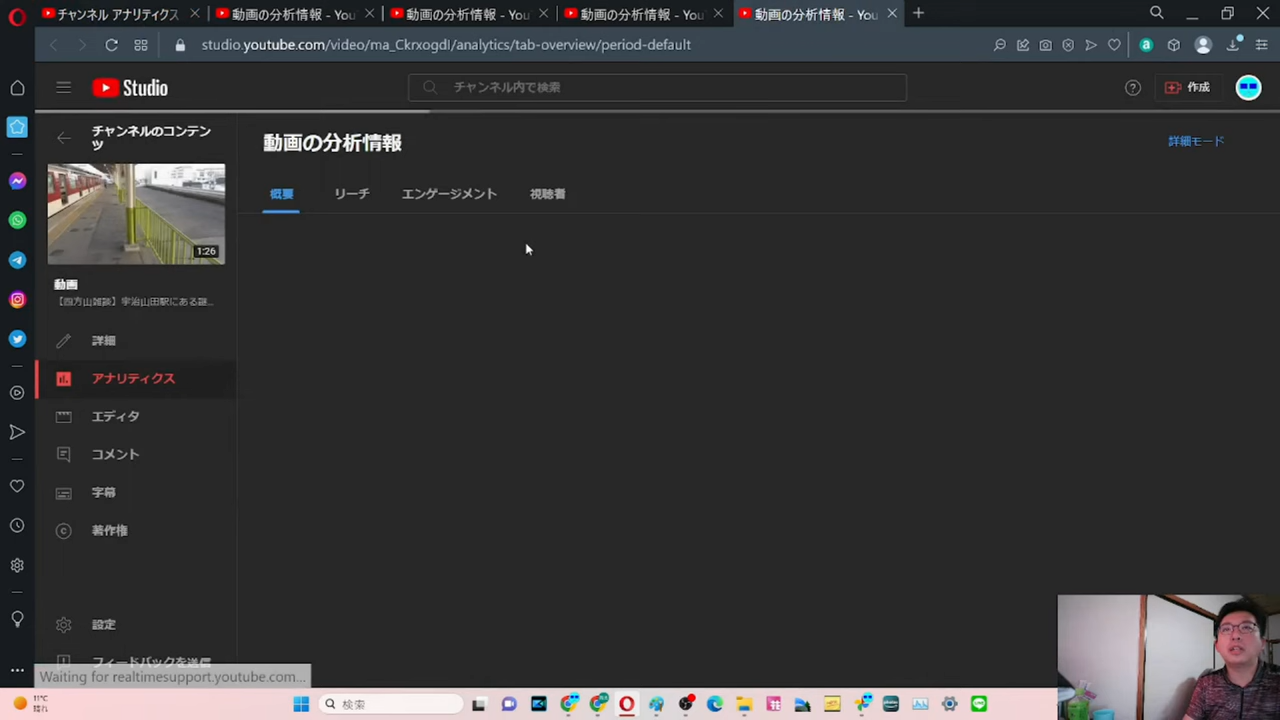 チャンネル アナリティクス
動画の分析情報 - You
動画の分析情報 - You
動画の分析情報 - You
動画の分析情報 - You
studio.youtube.com/video/ma_Ckrxogdl/analytics/tab-overview/period-default
Studio
チャンネル内で検索
作成
チャンネルのコンテン
ツ
動画の分析情報
詳細モード
概要
リーチ
エンゲージメント
視聴者
1:26
動画
【四方山雑談】宇治山田駅にある謎...
詳細
アナリティクス
エディタ
コメント
字幕
著作権
設定
フィードバックを送信
Waiting for realtimesupport.youtube.com...
11°C
晴れ
検索